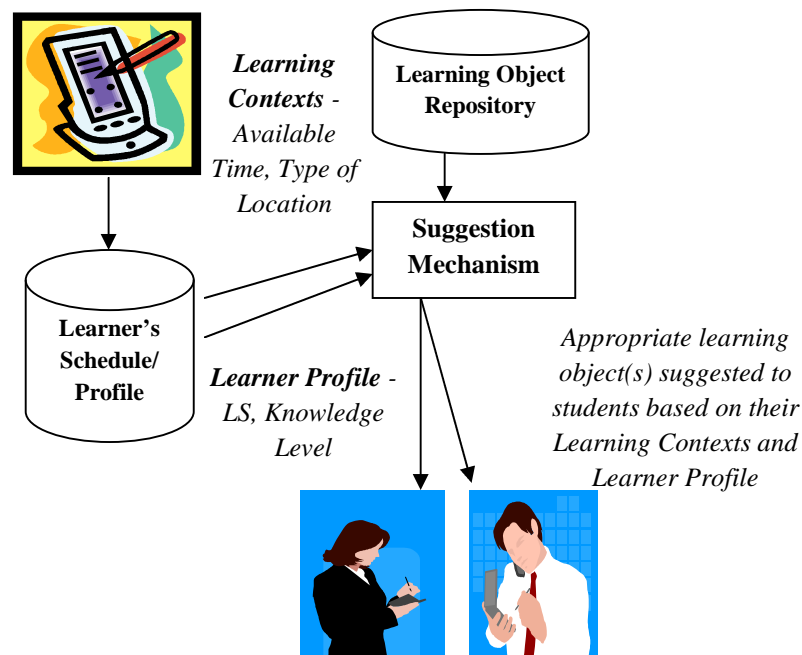 Learning
Contexts -
Available
Time, Type of
Location
Learning Object
Repository
Suggestion
Mechanism
Learner’s
Schedule/
Profile
Learner Profile -
LS, Knowledge
Level
Appropriate learning
object(s) suggested to
students based on their
Learning Contexts and
Learner Profile